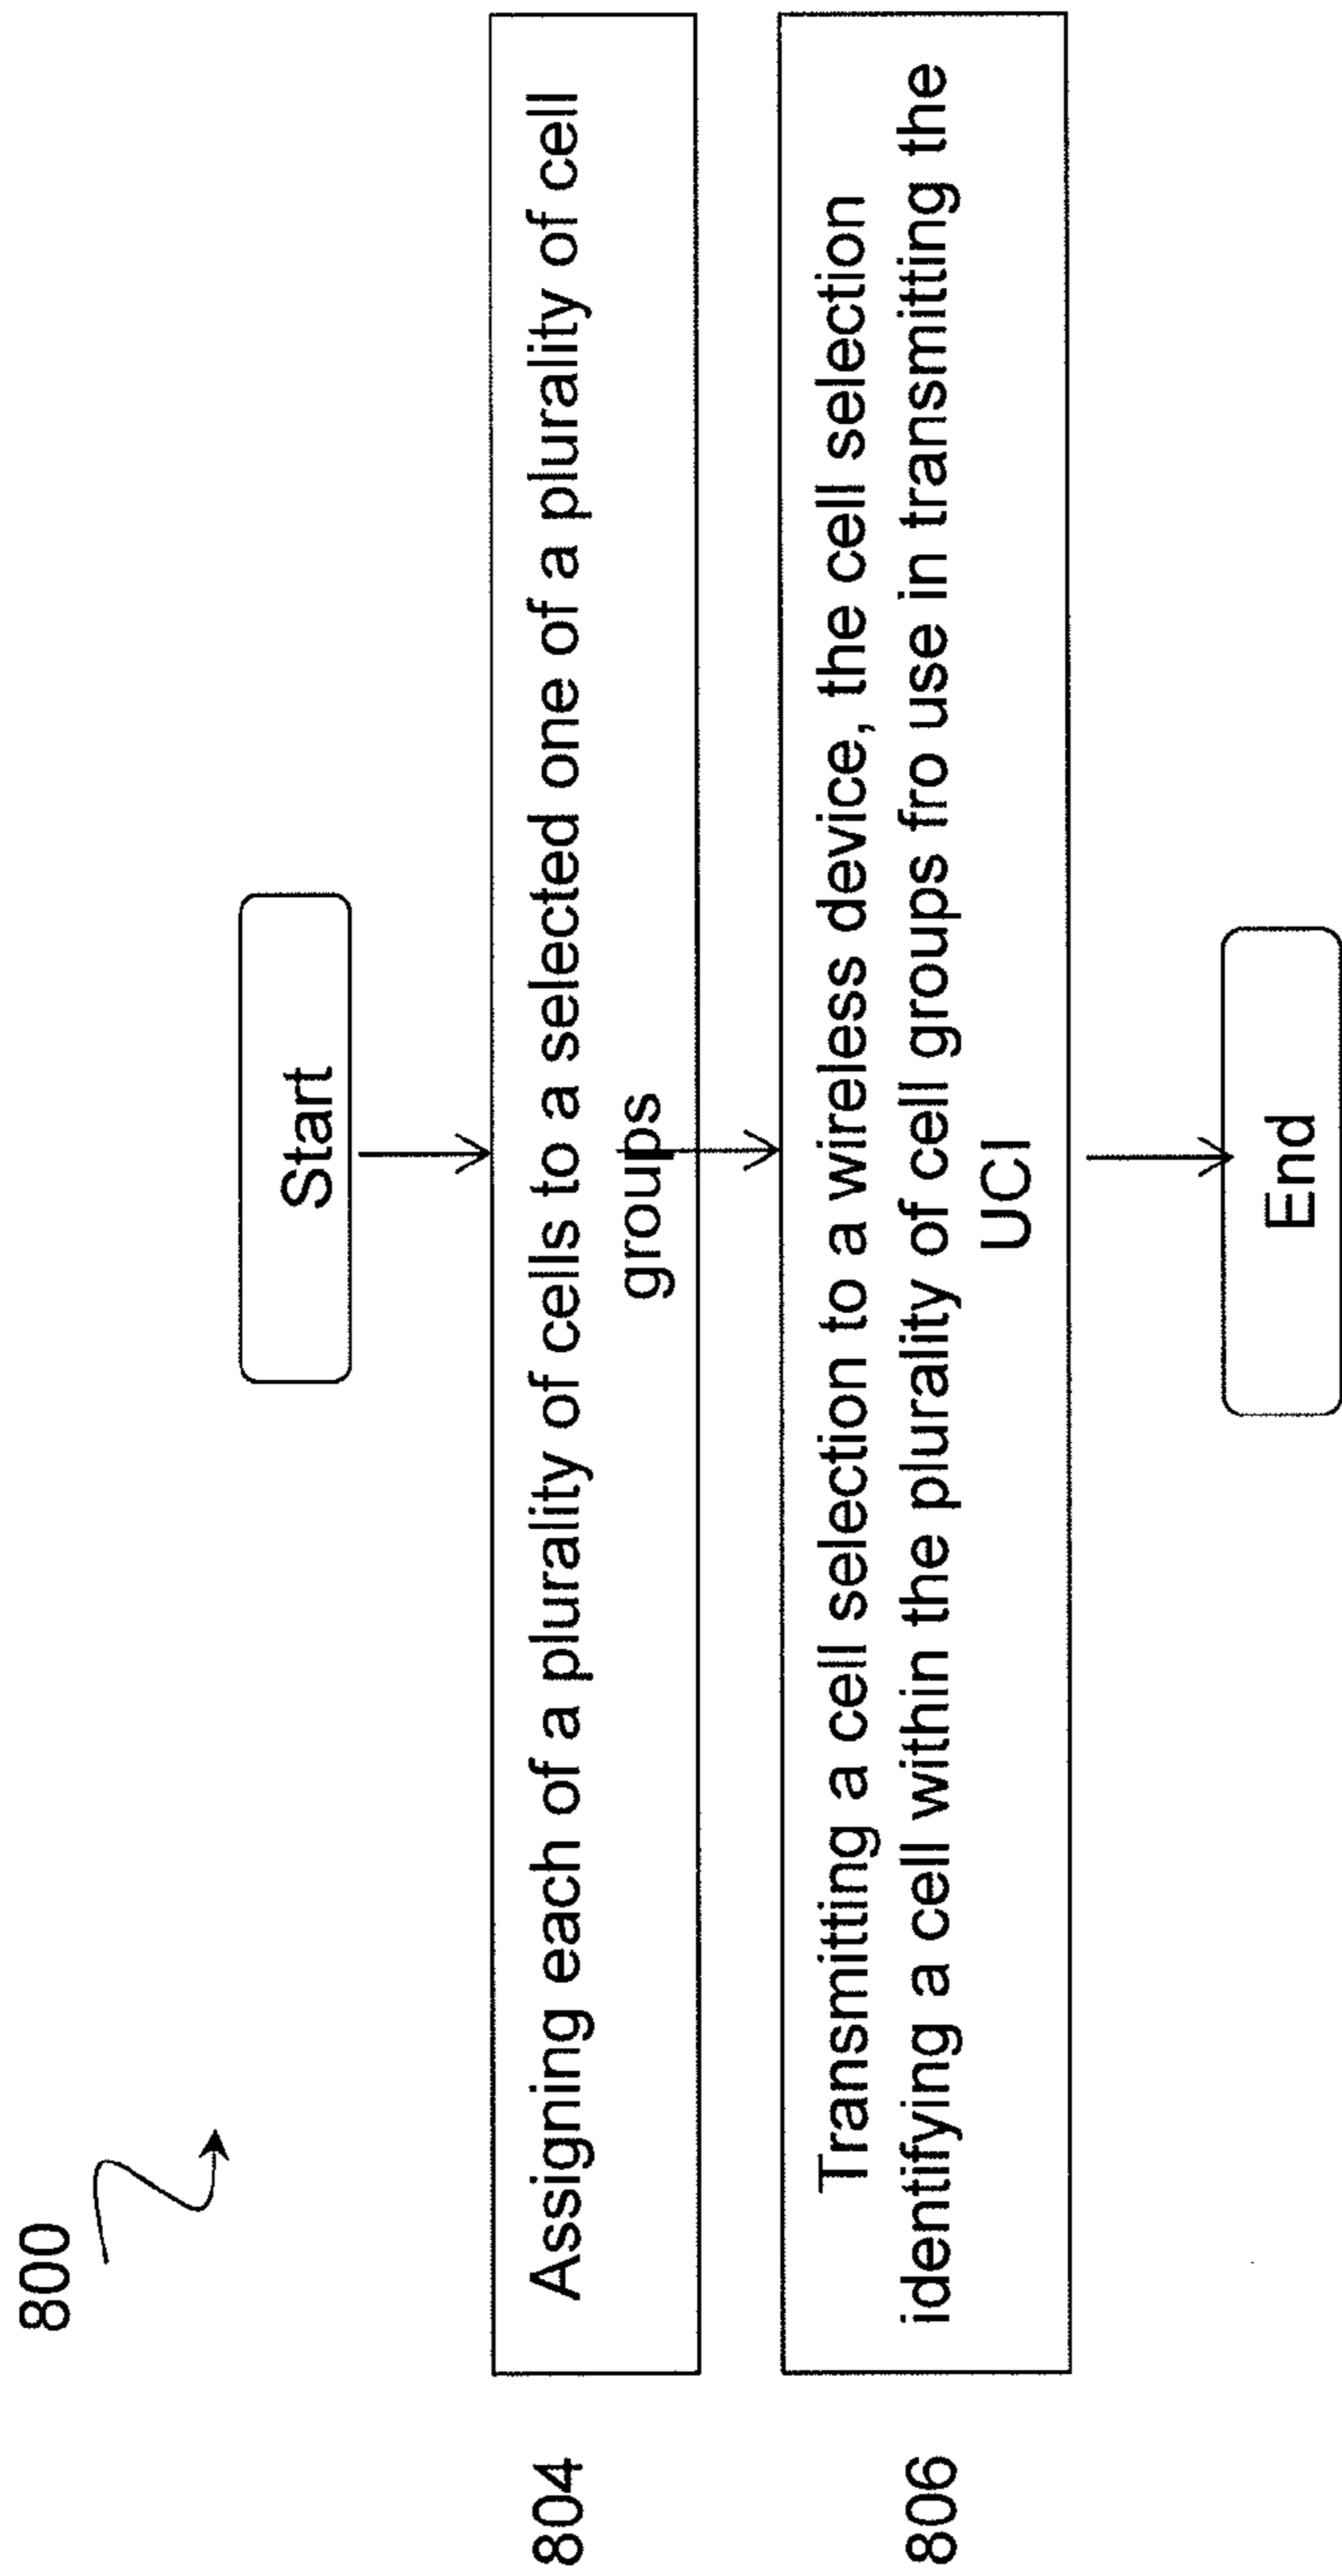 800
Start
804
Assigning each of a plurality of cells to a selected one of a plurality of cell
groups
806
Transmitting a cell selection to a wireless device, the cell selection
identifying a cell within the plurality of cell groups fro use in transmitting the
UCI
End